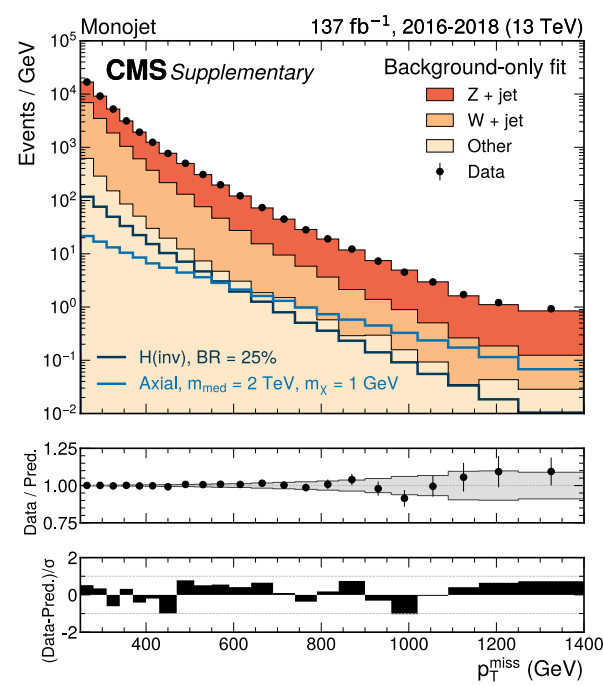 Monojet 137 fb⁻¹, 2016-2018 (13 TeV)
CMS Supplementary
Background-only fit
Z + jet
W + jet
Other
Data
H(inv), BR = 25%
Axial, m_med = 2 TeV, m_χ = 1 GeV
Events / GeV
10⁵
10⁴
10³
10²
10¹
10⁰
10⁻¹
10⁻²
Data / Pred.
1.25
1.00
0.75
(Data-Pred.)/σ
2
0
-2
400 600 800 1000 1200 1400
p_T^miss (GeV)